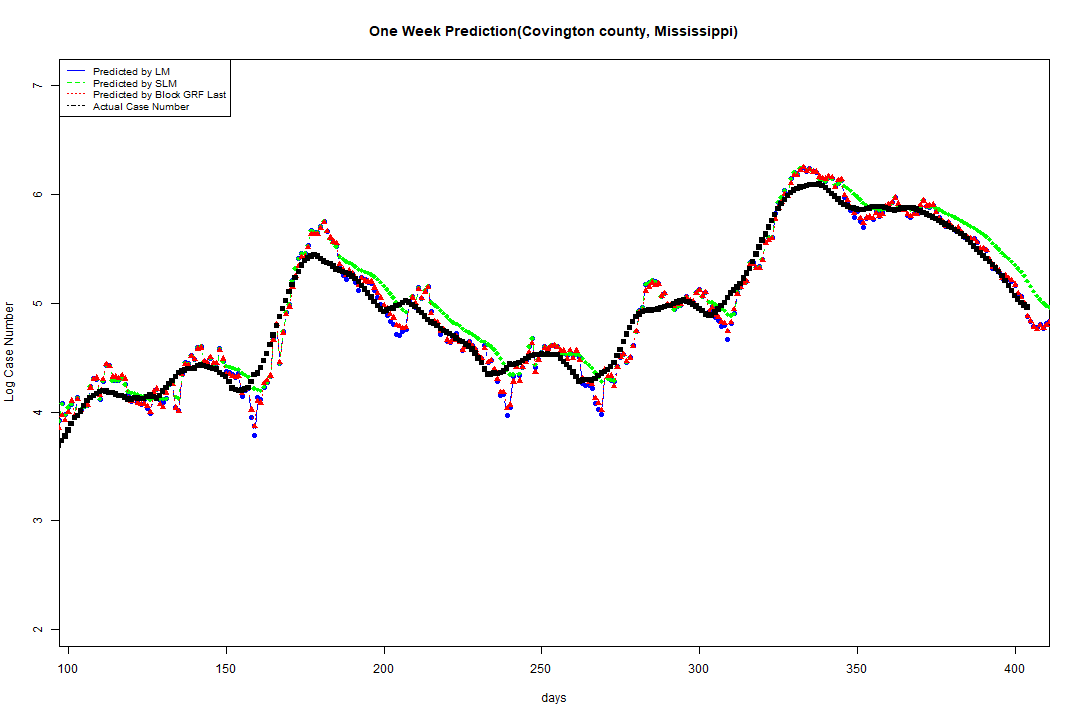 One Week Prediction(Covington county, Mississippi)
Predicted by LM
Predicted by SLM
Predicted by Block GRF Last
Actual Case Number
Log Case Number
7
6
5
4
3
2
100 150 200 250 300 350 400
days